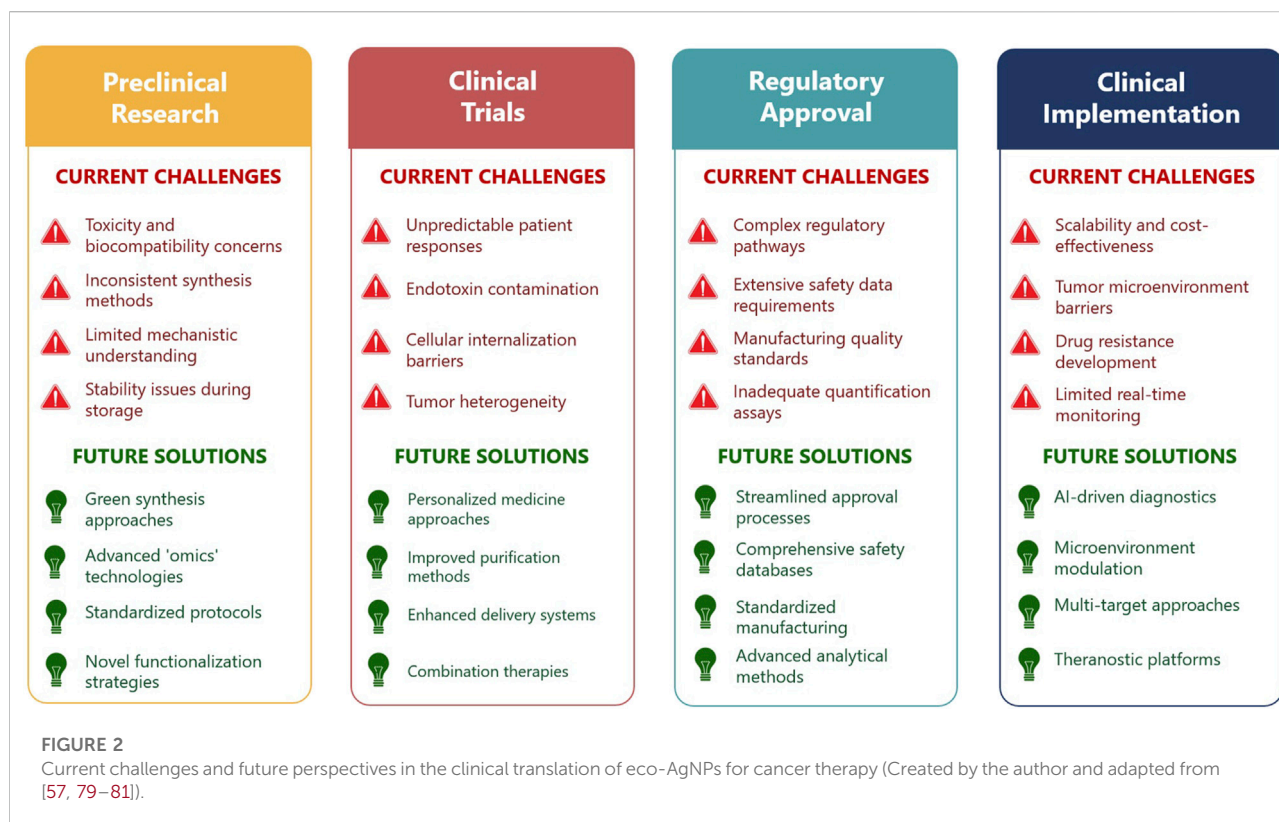 Preclinical
Research
CURRENT CHALLENGES
Toxicity and
biocompatibility concerns
Inconsistent synthesis
methods
Limited mechanistic
understanding
Stability issues during
storage
FUTURE SOLUTIONS
Green synthesis
approaches
Advanced 'omics'
technologies
Standardized protocols
Novel functionalization
strategies
Clinical
Trials
CURRENT CHALLENGES
Unpredictable patient
responses
Endotoxin contamination
Cellular internalization
barriers
Tumor heterogeneity
FUTURE SOLUTIONS
Personalized medicine
approaches
Improved purification
methods
Enhanced delivery systems
Combination therapies
Regulatory
Approval
CURRENT CHALLENGES
Complex regulatory
pathways
Extensive safety data
requirements
Manufacturing quality
standards
Inadequate quantification
assays
FUTURE SOLUTIONS
Streamlined approval
processes
Comprehensive safety
databases
Standardized
manufacturing
Advanced analytical
methods
Clinical
Implementation
CURRENT CHALLENGES
Scalability and cost-
effectiveness
Tumor microenvironment
barriers
Drug resistance
development
Limited real-time
monitoring
FUTURE SOLUTIONS
AI-driven diagnostics
Microenvironment
modulation
Multi-target approaches
Theranostic platforms
FIGURE 2
Current challenges and future perspectives in the clinical translation of eco-AgNPs for cancer therapy (Created by the author and adapted from
[57, 79–81]).